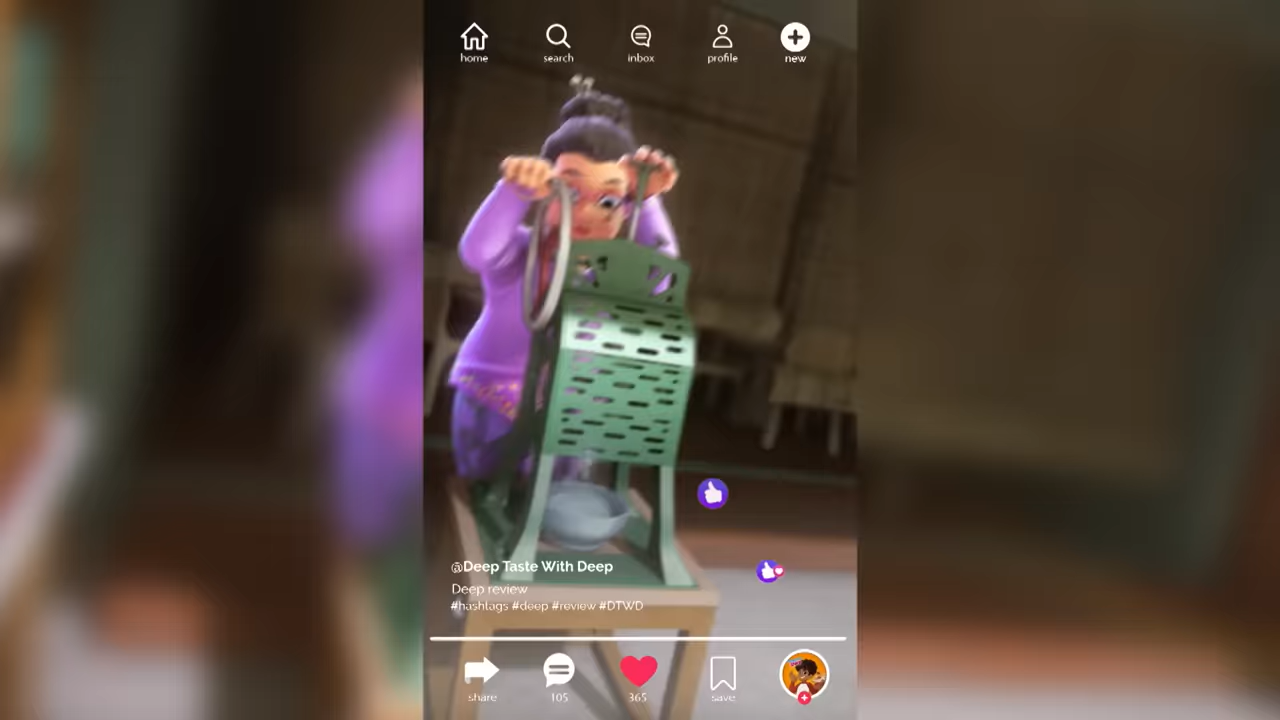 home search inbox profile new
@Deep Taste With Deep
Deep review
#hashtags #deep #review #DTWD
share 105 365 save